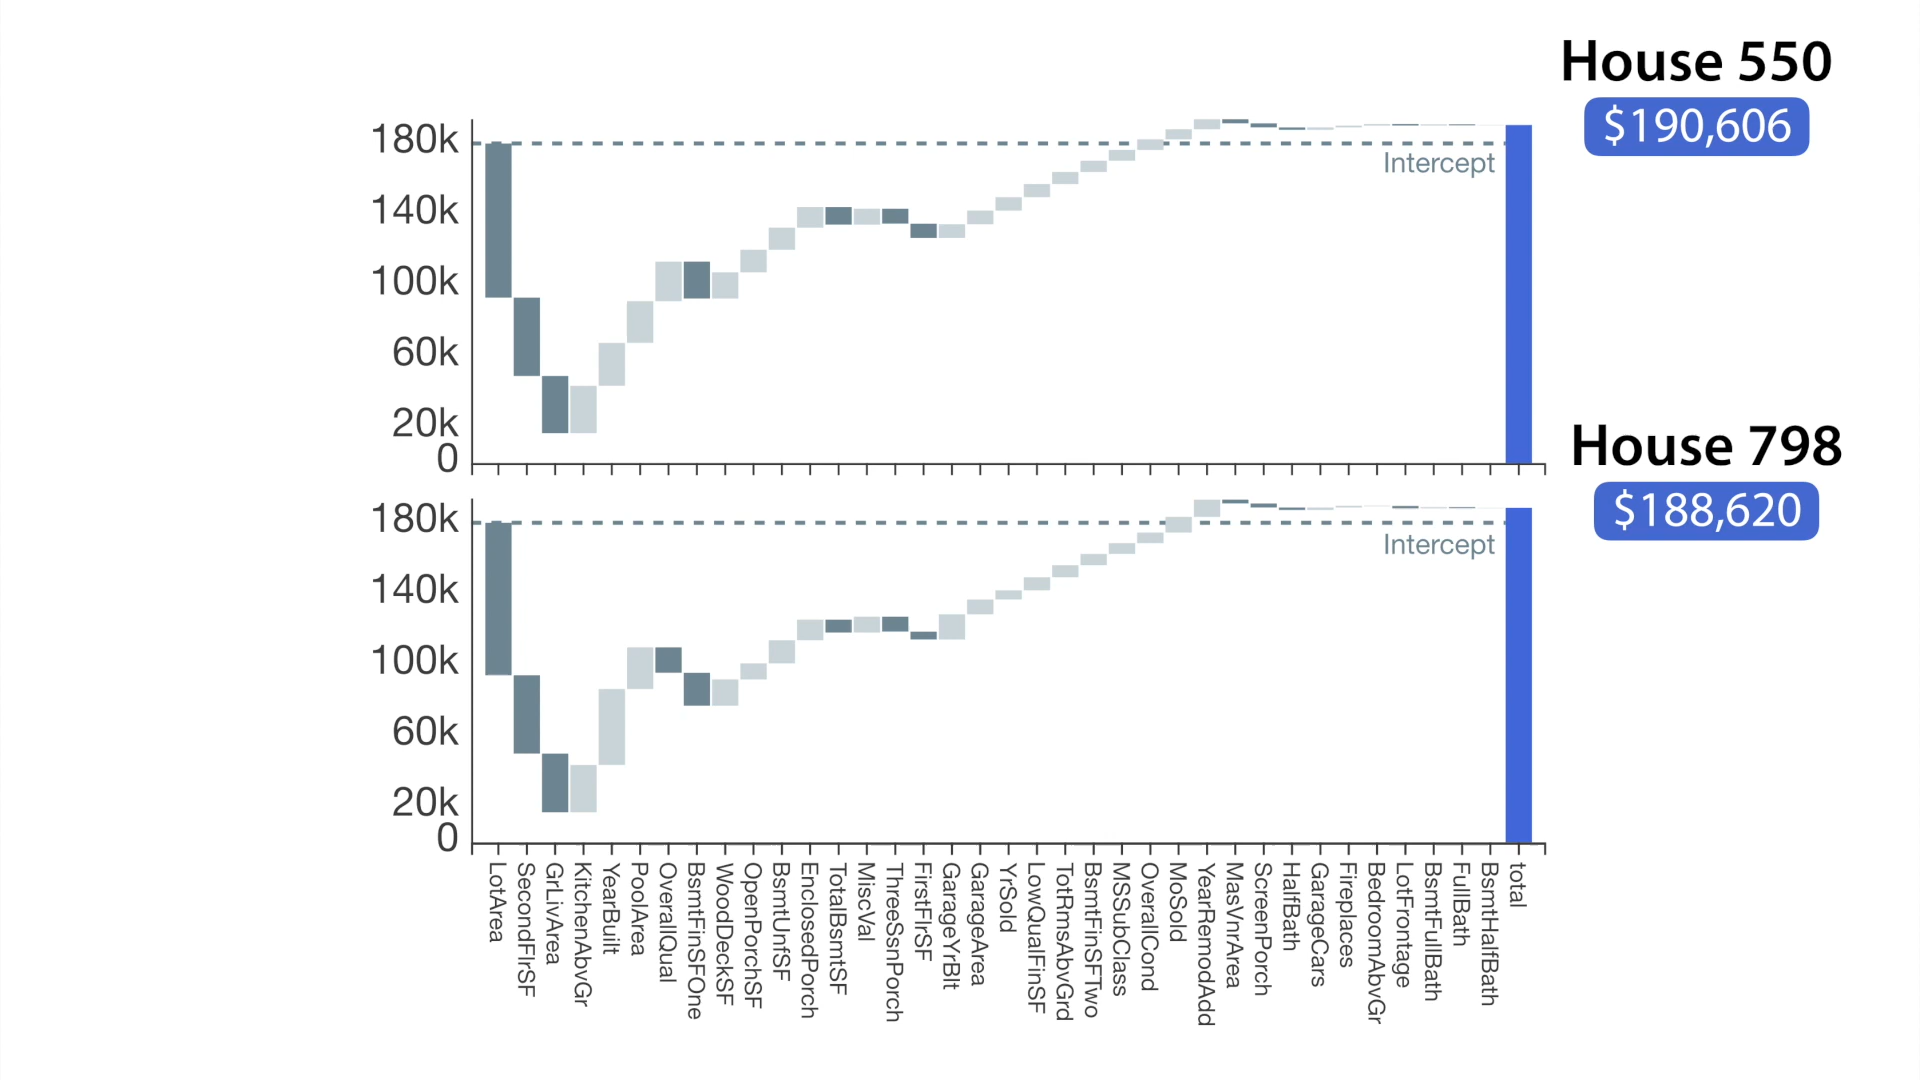 House 550
$190,606
180k
140k
100k
60k
20k
0
Intercept
House 798
$188,620
180k
140k
100k
60k
20k
0
Intercept
LotArea
SecondFlrSF
GrLivArea
KitchenAbvGr
YearBuilt
PoolArea
OverallQual
BsmtFinSFOne
WoodDeckSF
OpenPorchSF
BsmtUnfSF
EnclosedPorch
TotalBsmtSF
MiscVal
ThreeSsnPorch
FirstFlrSF
GarageYrBlt
GarageArea
YrSold
LowQualFinSF
TotRmsAbvGrd
BsmtFinSFTwo
MSSubClass
OverallCond
MoSold
YearRemodAdd
MasVnrArea
ScreenPorch
HalfBath
GarageCars
Fireplaces
BedroomAbvGr
LotFrontage
BsmtFullBath
FullBath
BsmtHalfBath
total